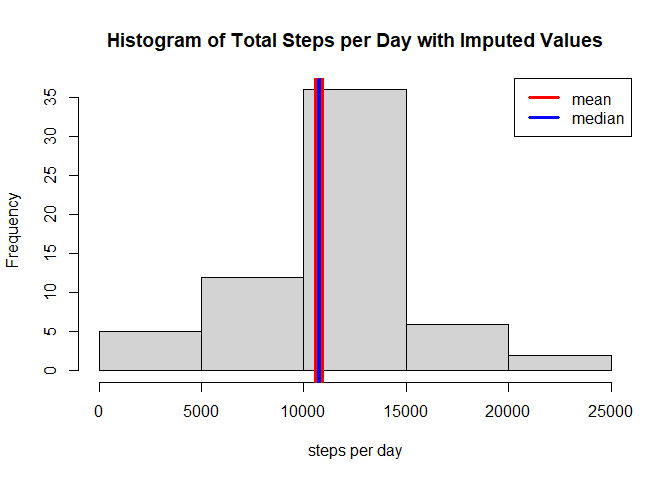 Histogram of Total Steps per Day with Imputed Values
mean
median
Frequency
35
30
25
20
15
10
5
0
0 5000 10000 15000 20000 25000
steps per day